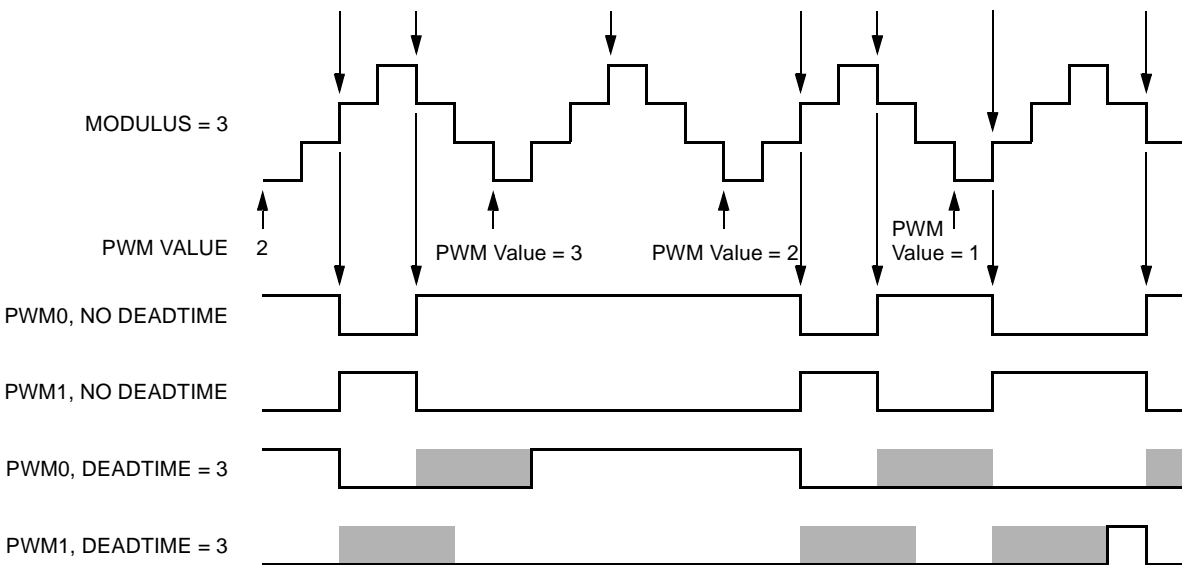 MODULUS = 3
PWM VALUE 2
PWM Value = 3
PWM Value = 2
PWM
Value = 1
PWM0, NO DEADTIME
PWM1, NO DEADTIME
PWM0, DEADTIME = 3
PWM1, DEADTIME = 3